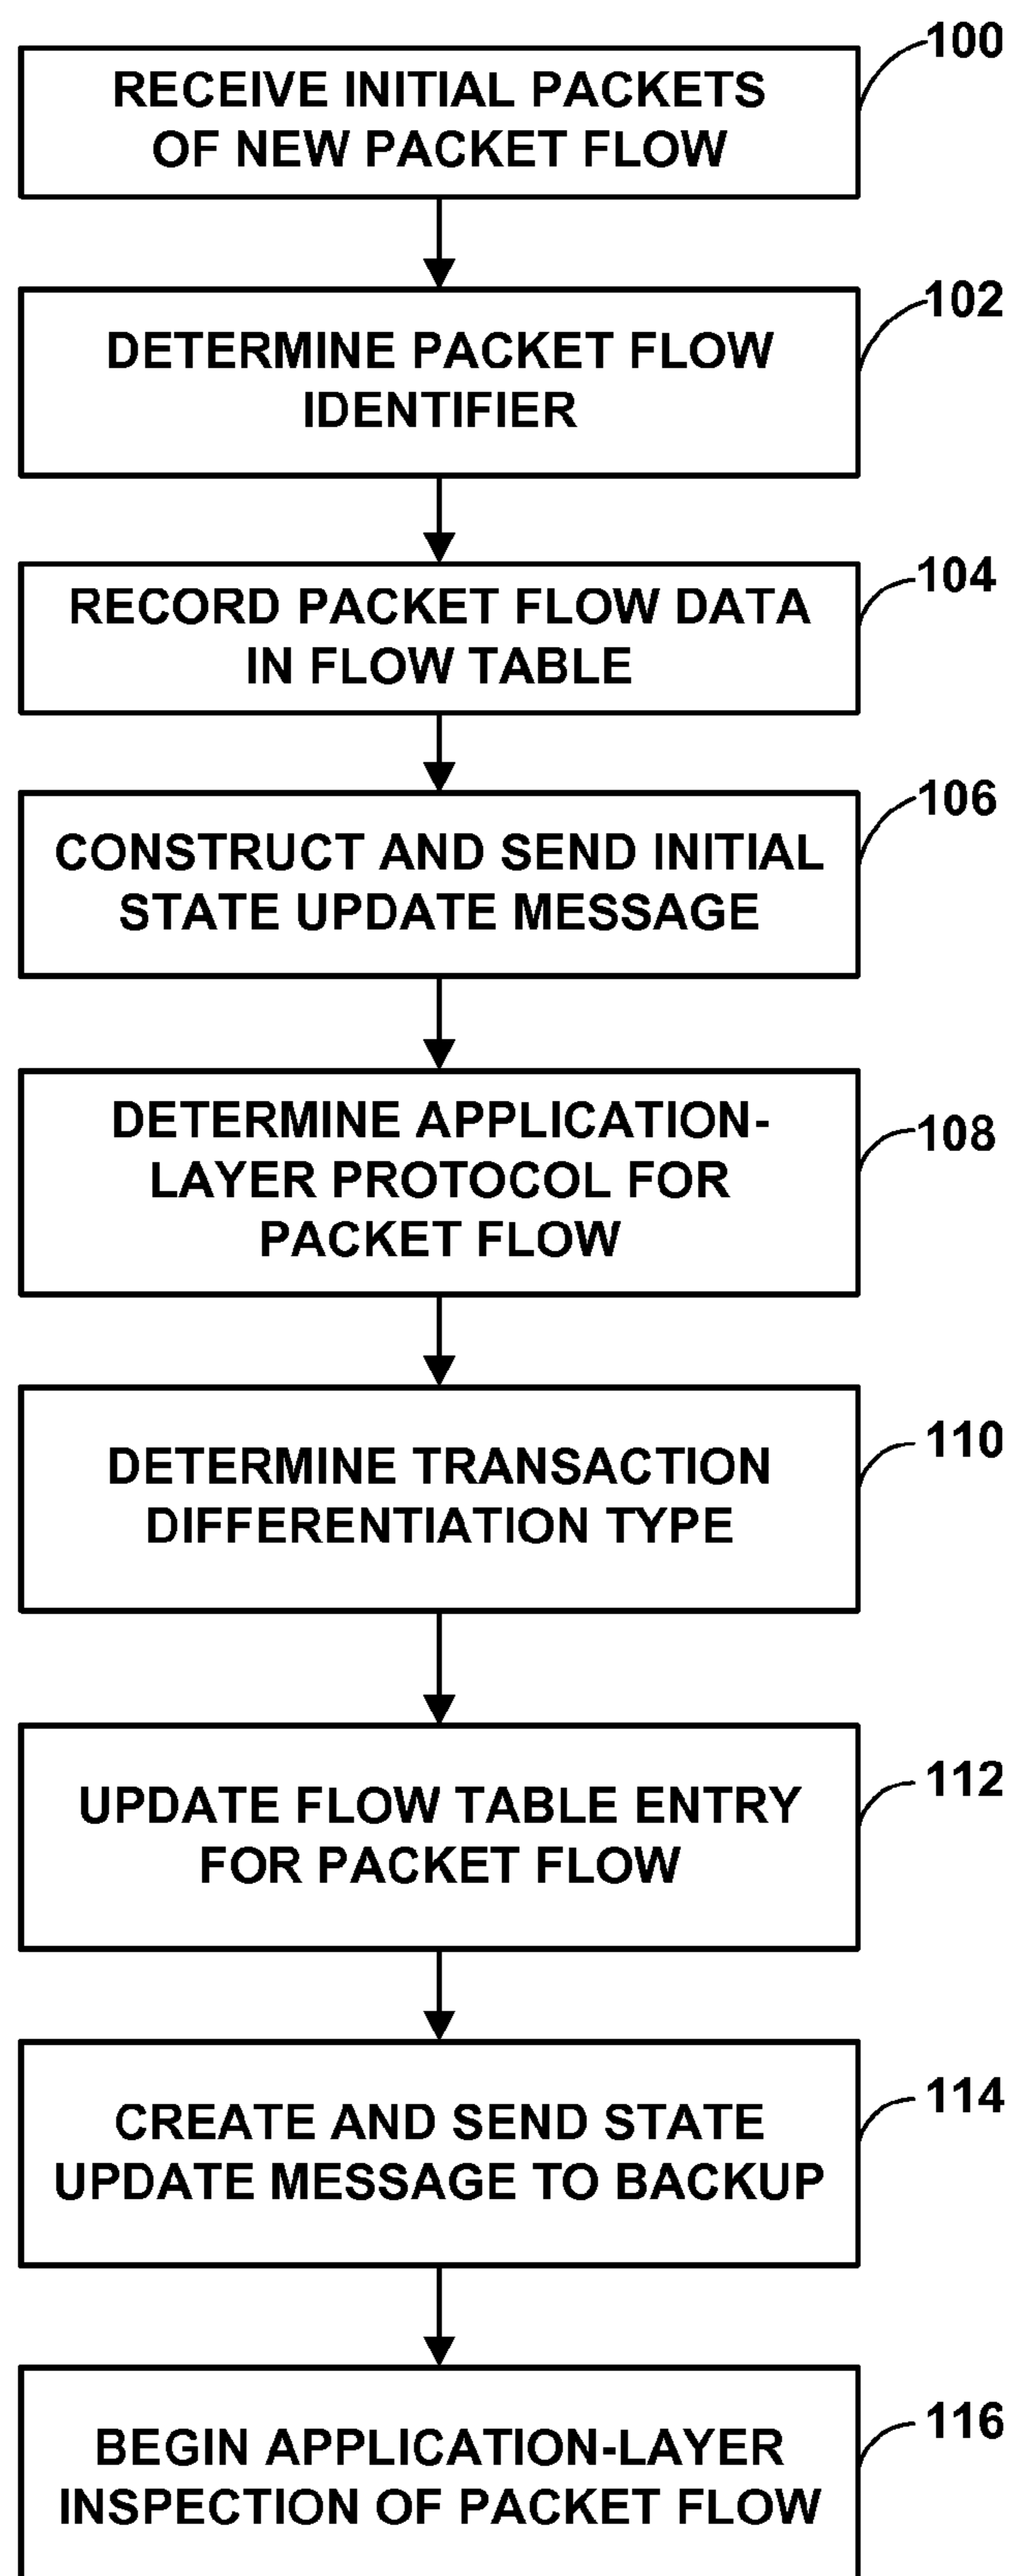 100
RECEIVE INITIAL PACKETS
OF NEW PACKET FLOW
102
DETERMINE PACKET FLOW
IDENTIFIER
104
RECORD PACKET FLOW DATA
IN FLOW TABLE
106
CONSTRUCT AND SEND INITIAL
STATE UPDATE MESSAGE
108
DETERMINE APPLICATION-
LAYER PROTOCOL FOR
PACKET FLOW
110
DETERMINE TRANSACTION
DIFFERENTIATION TYPE
112
UPDATE FLOW TABLE ENTRY
FOR PACKET FLOW
114
CREATE AND SEND STATE
UPDATE MESSAGE TO BACKUP
116
BEGIN APPLICATION-LAYER
INSPECTION OF PACKET FLOW